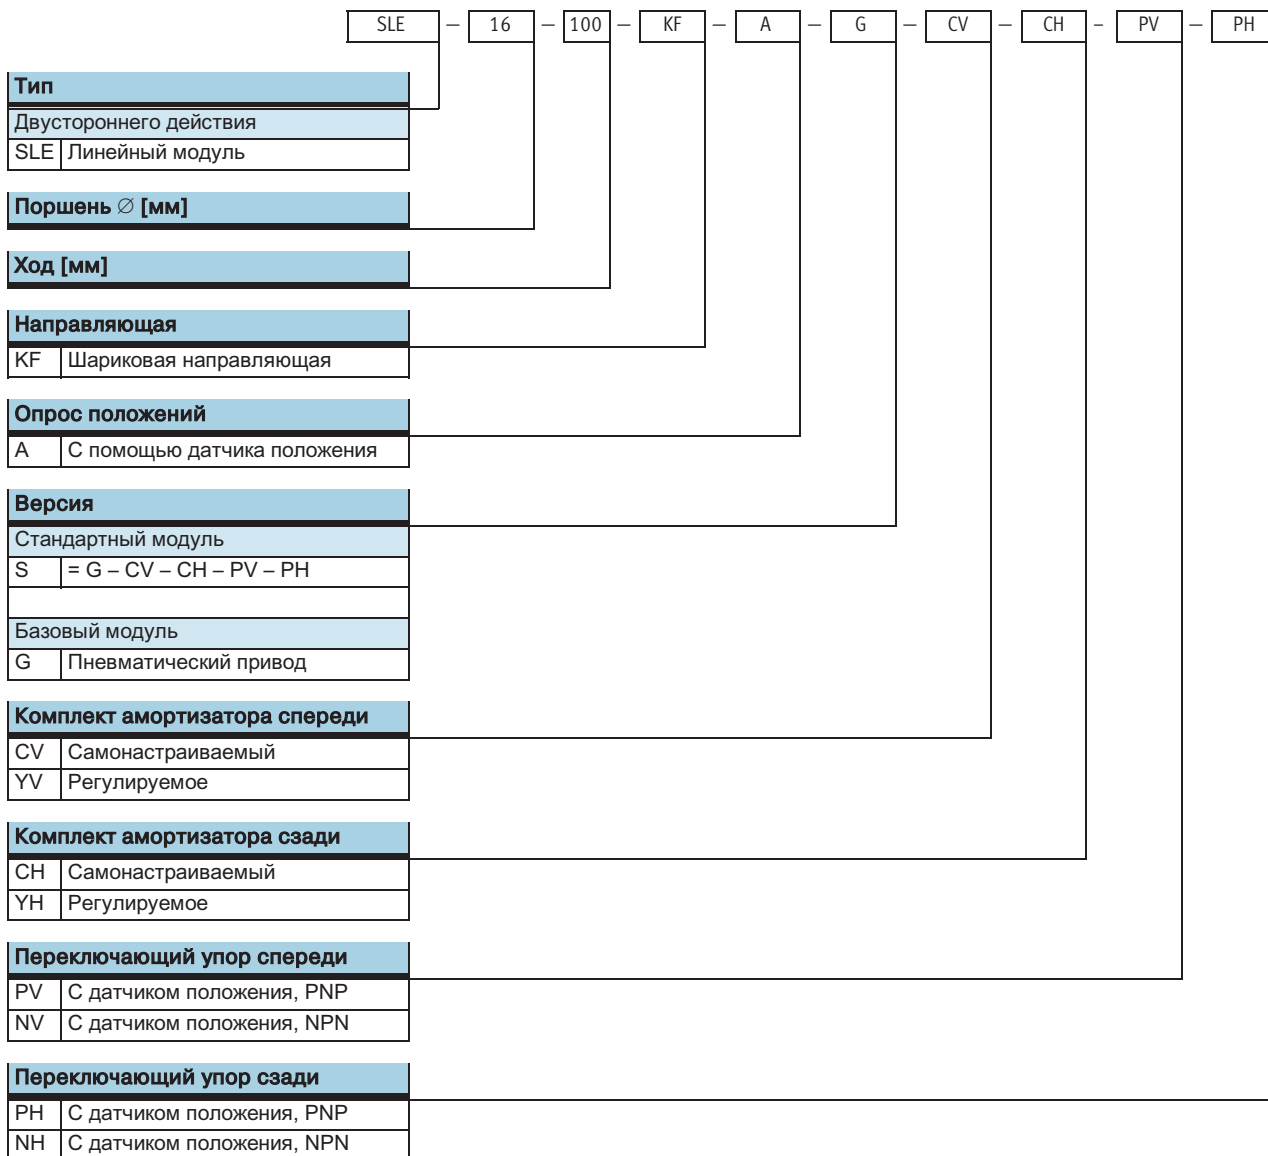 SLE – 16 – 100 – KF – A – G – CV – CH – PV – PH
Тип
Двустороннего действия
SLE Линейный модуль
Поршень ∅ [мм]
Ход [мм]
Направляющая
KF Шариковая направляющая
Опрос положений
A С помощью датчика положения
Версия
Стандартный модуль
S = G – CV – CH – PV – PH
Базовый модуль
G Пневматический привод
Комплект амортизатора спереди
CV Самонастраиваемый
YV Регулируемое
Комплект амортизатора сзади
CH Самонастраиваемый
YH Регулируемое
Переключающий упор спереди
PV С датчиком положения, PNP
NV С датчиком положения, NPN
Переключающий упор сзади
PH С датчиком положения, PNP
NH С датчиком положения, NPN